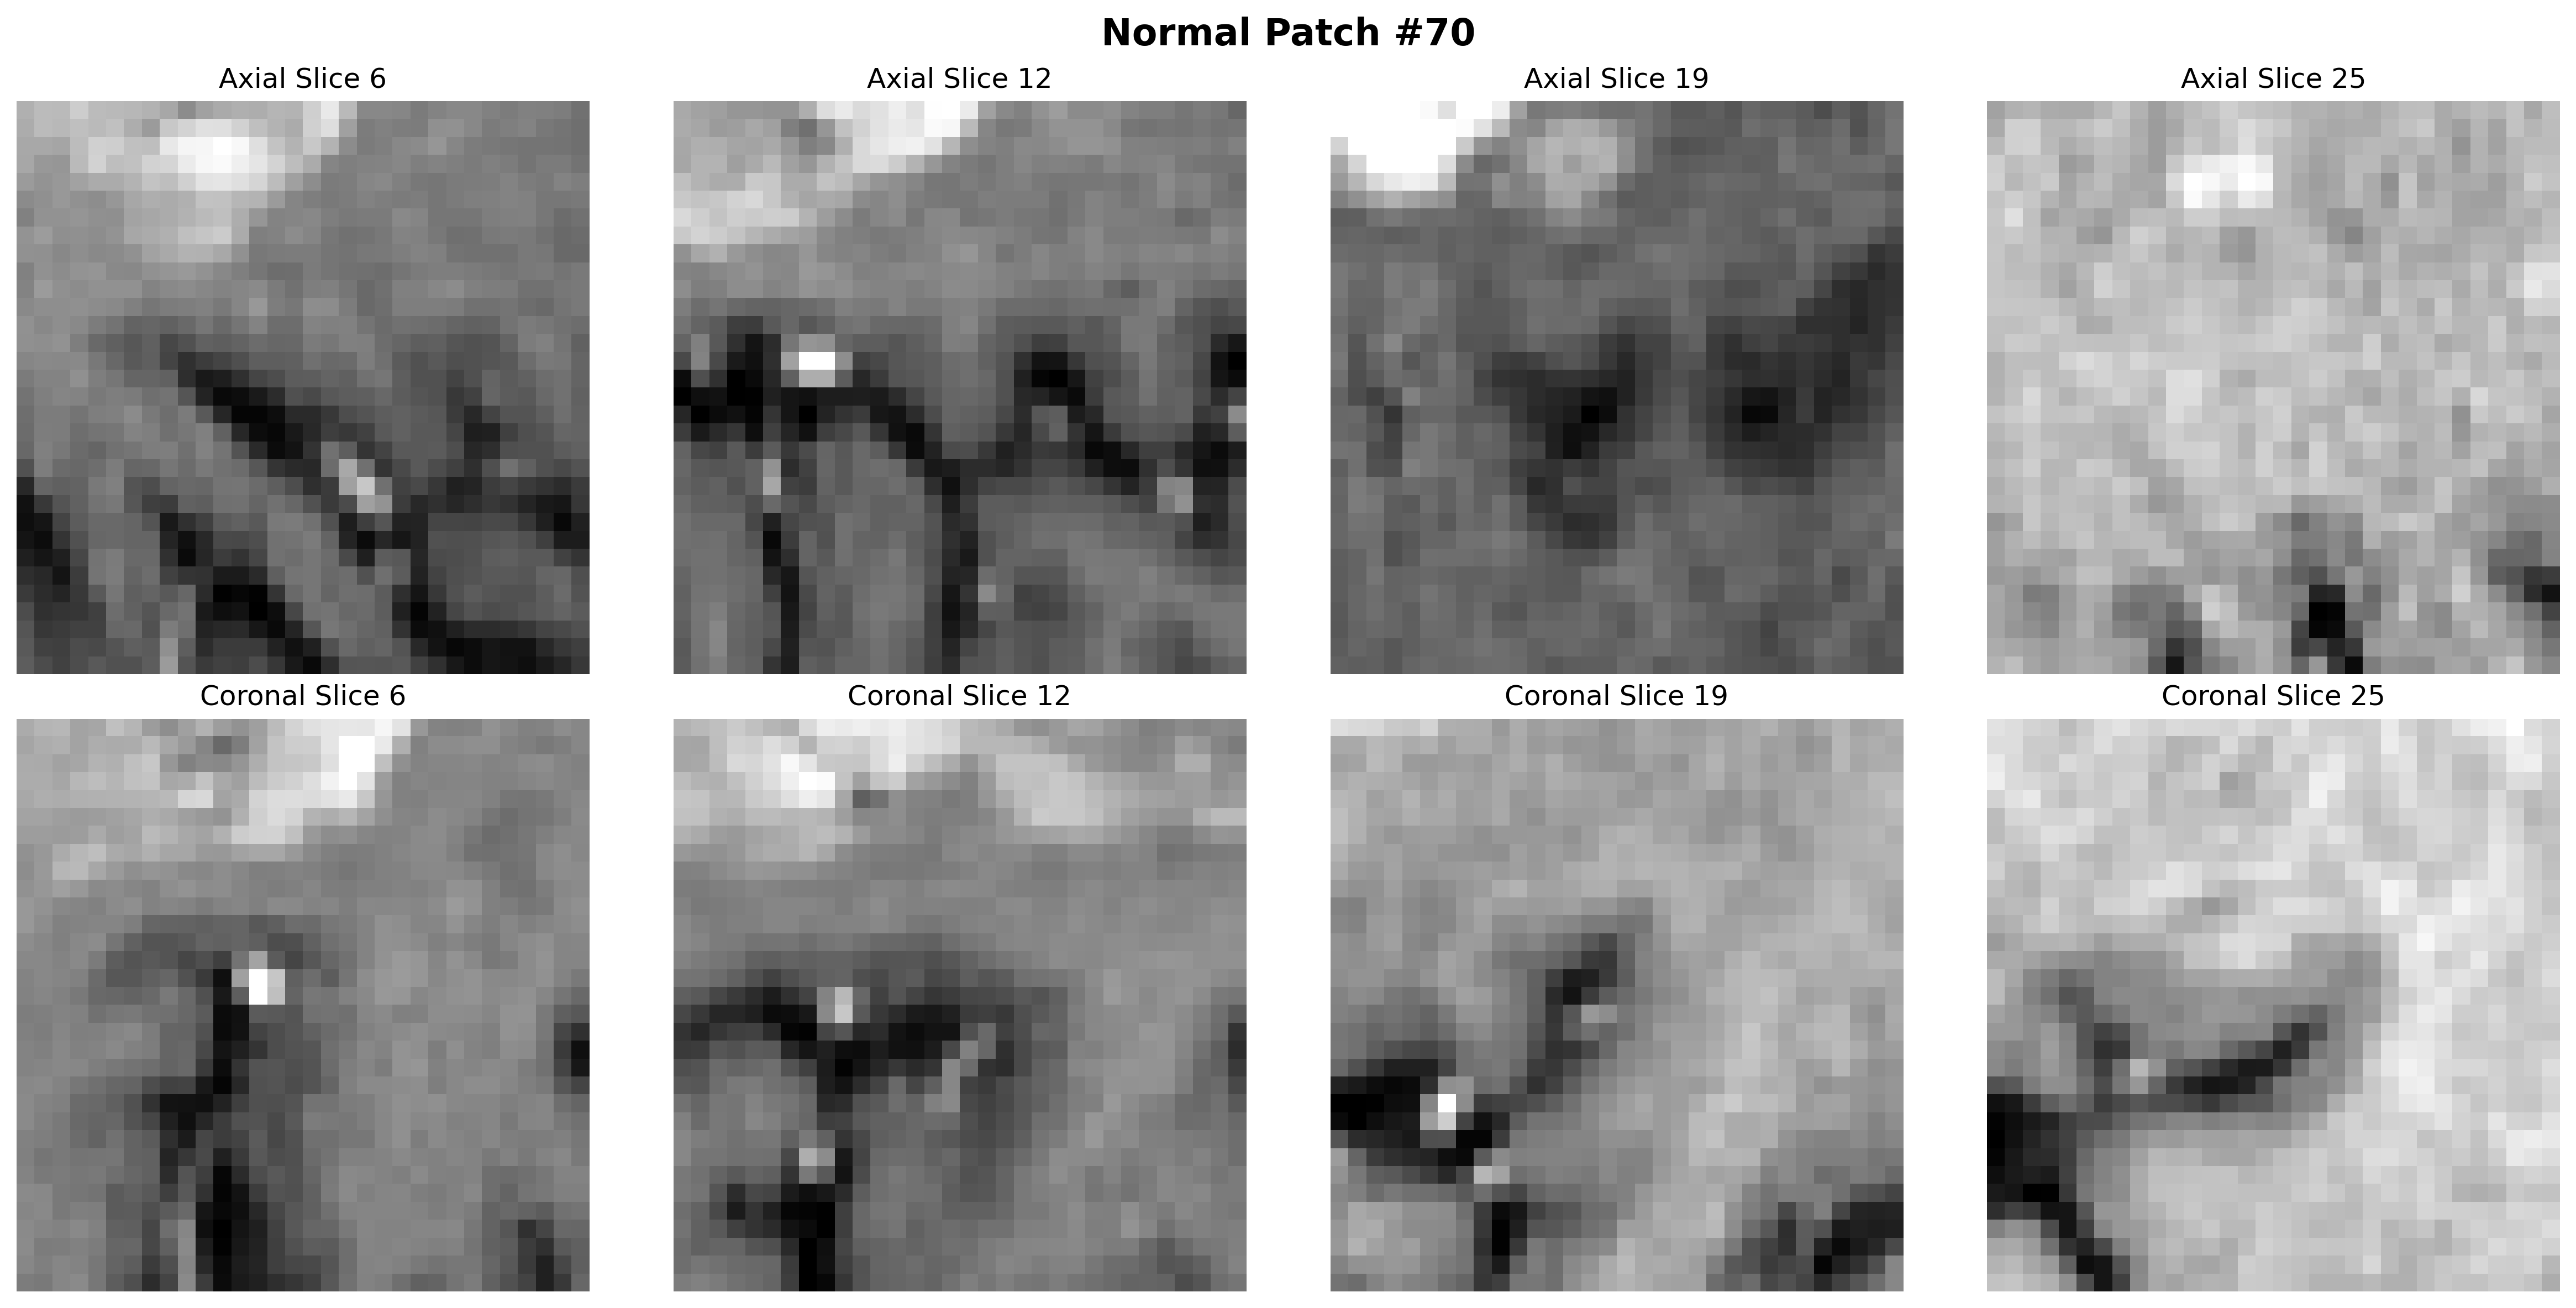 Normal Patch #70
Axial Slice 6
Axial Slice 12
Axial Slice 19
Axial Slice 25
Coronal Slice 6
Coronal Slice 12
Coronal Slice 19
Coronal Slice 25